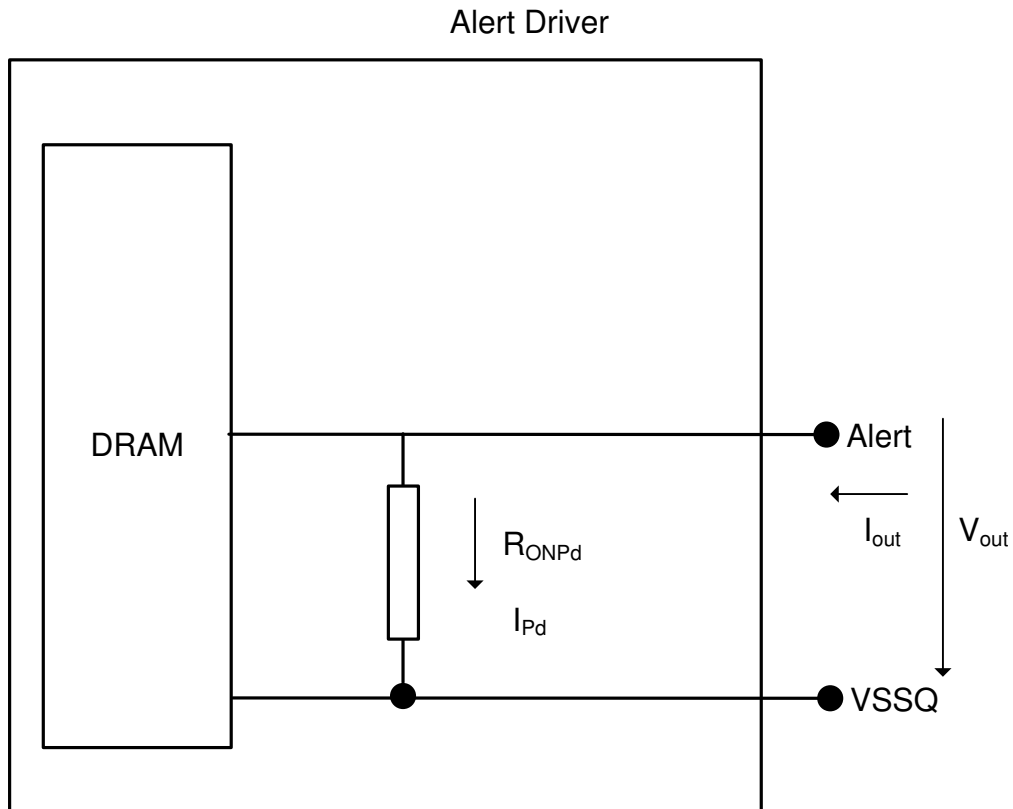 Alert Driver
DRAM
Alert
I_out
V_out
R_ONPd
I_Pd
VSSQ